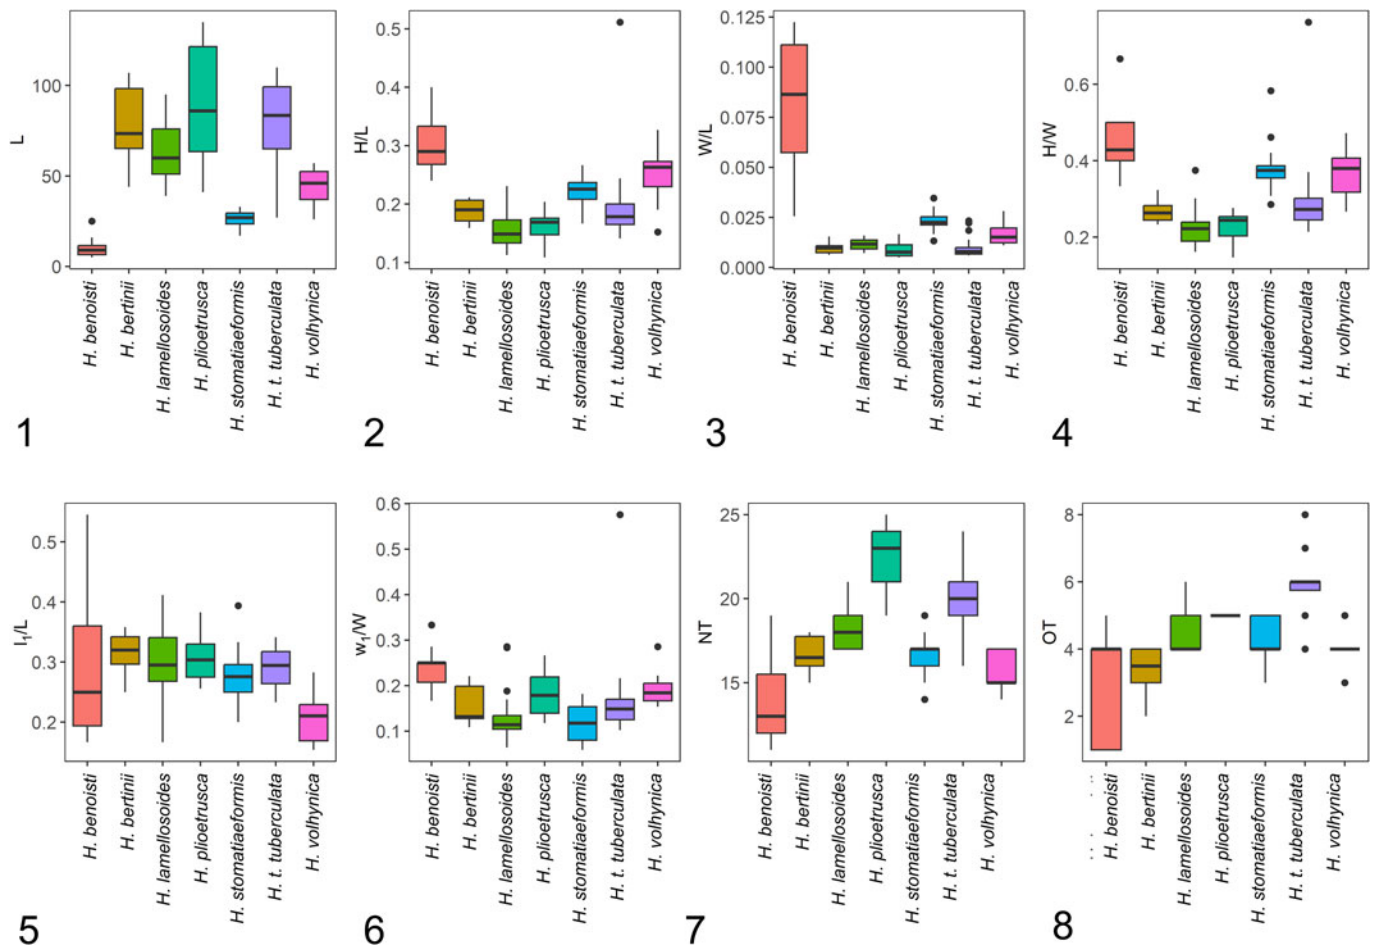 L
100
50
0
H. benoisti
H. bertinii
H. lamellosoides
H. plioetrusca
H. stomatiaeformis
H. t. tuberculata
H. volhynica
1
H/L
0.5
0.4
0.3
0.2
0.1
H. benoisti
H. bertinii
H. lamellosoides
H. plioetrusca
H. stomatiaeformis
H. t. tuberculata
H. volhynica
2
W/L
0.125
0.100
0.075
0.050
0.025
0.000
H. benoisti
H. bertinii
H. lamellosoides
H. plioetrusca
H. stomatiaeformis
H. t. tuberculata
H. volhynica
3
H/W
0.6
0.4
0.2
H. benoisti
H. bertinii
H. lamellosoides
H. plioetrusca
H. stomatiaeformis
H. t. tuberculata
H. volhynica
4
l₁/L
0.5
0.4
0.3
0.2
H. benoisti
H. bertinii
H. lamellosoides
H. plioetrusca
H. stomatiaeformis
H. t. tuberculata
H. volhynica
5
w₁/W
0.6
0.5
0.4
0.3
0.2
0.1
H. benoisti
H. bertinii
H. lamellosoides
H. plioetrusca
H. stomatiaeformis
H. t. tuberculata
H. volhynica
6
NT
25
20
15
H. benoisti
H. bertinii
H. lamellosoides
H. plioetrusca
H. stomatiaeformis
H. t. tuberculata
H. volhynica
7
OT
8
6
4
2
H. benoisti
H. bertinii
H. lamellosoides
H. plioetrusca
H. stomatiaeformis
H. t. tuberculata
H. volhynica
8